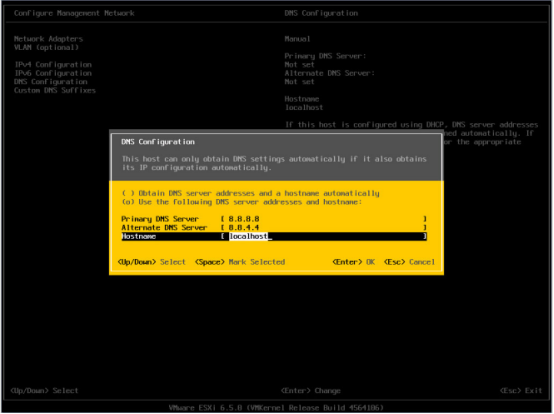 Configure Management Network
DNS Configuration
Network Adapters
VLAN (optional)
IPv4 Configuration
IPv6 Configuration
DNS Configuration
Custom DNS Suffixes
Manual
Primary DNS Server:
Not set
Alternate DNS Server:
Not set
Hostname
localhost
If this host is configured using DHCP, DNS server addresses
automatically. If
or the appropriate
DNS Configuration
This host can only obtain DNS settings automatically if it also obtains
its IP configuration automatically.
( ) Obtain DNS server addresses and a hostname automatically
(o) Use the following DNS server addresses and hostname:
Primary DNS Server [ 8.8.8.8 ]
Alternate DNS Server [ 8.8.4.4 ]
Hostname [ localhost_ ]
<Up/Down> Select <Space> Mark Selected <Enter> OK <Esc> Cancel
<Up/Down> Select <Enter> Change <Esc> Exit
VMware ESXi 6.5.0 (VMKernel Release Build 4564106)